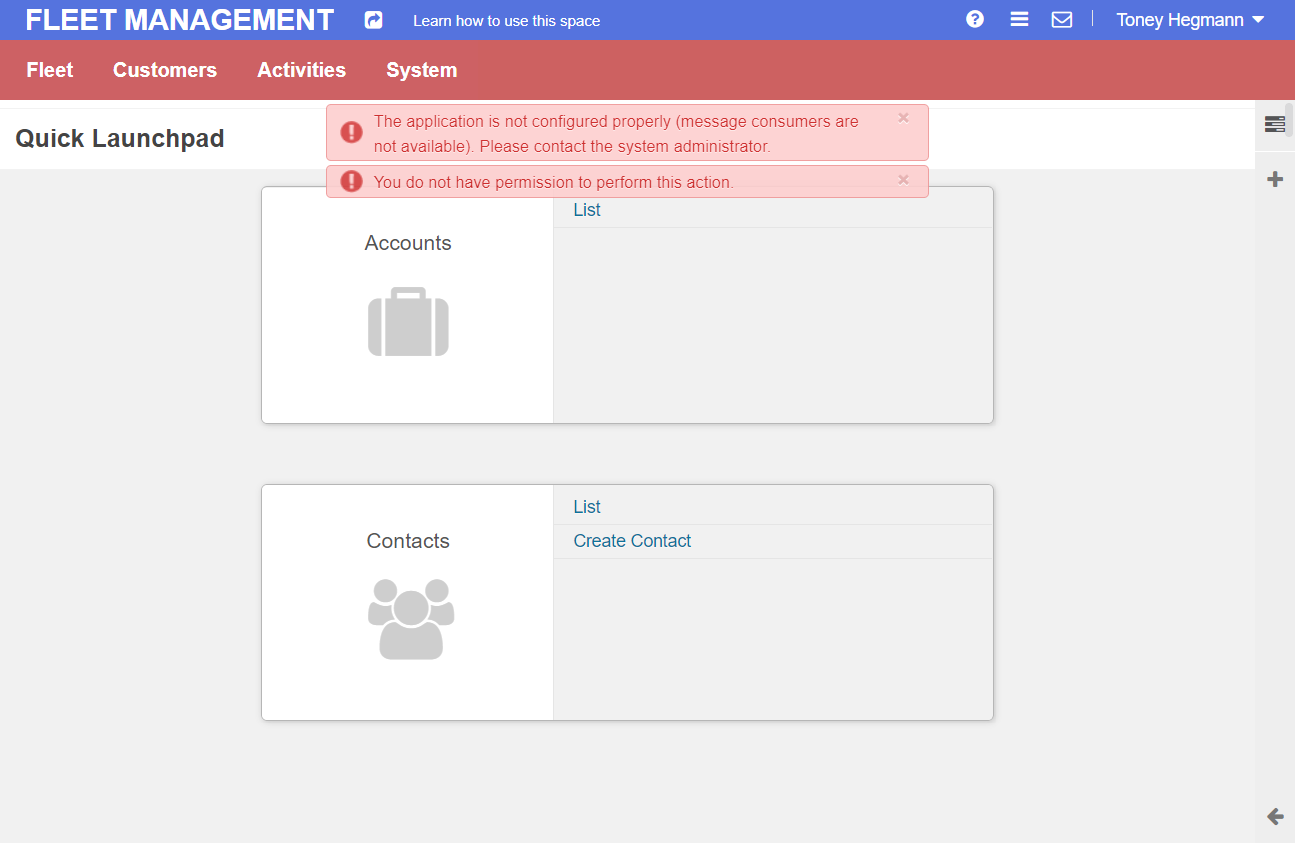 FLEET MANAGEMENT
Learn how to use this space
Toney Hegmann
Fleet
Customers
Activities
System
Quick Launchpad
The application is not configured properly (message consumers are
not available). Please contact the system administrator.
You do not have permission to perform this action.
Accounts
List
Contacts
List
Create Contact